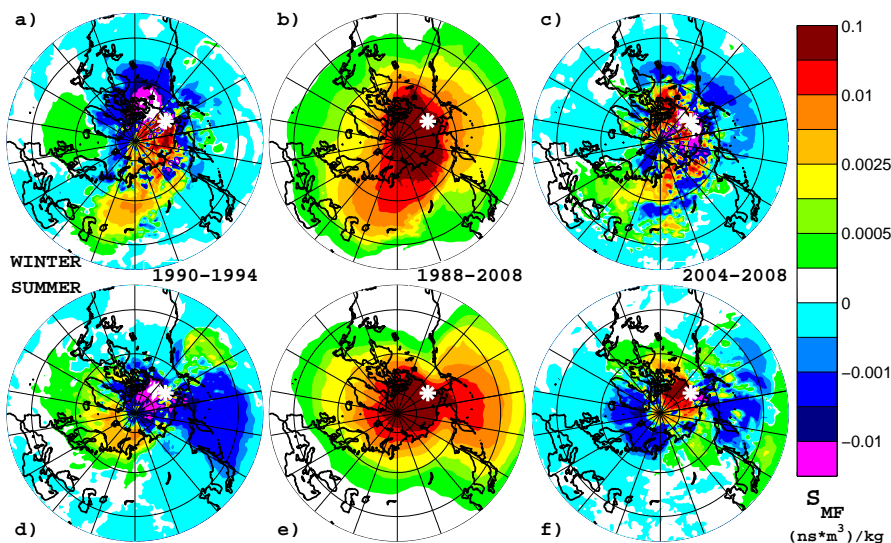 a) b) c)
0.1
0.01
0.0025
0.0005
0
-0.001
-0.01
WINTER
SUMMER
1990-1994 1988-2008 2004-2008
d) e) f)
S_MF
(ns*m³)/kg